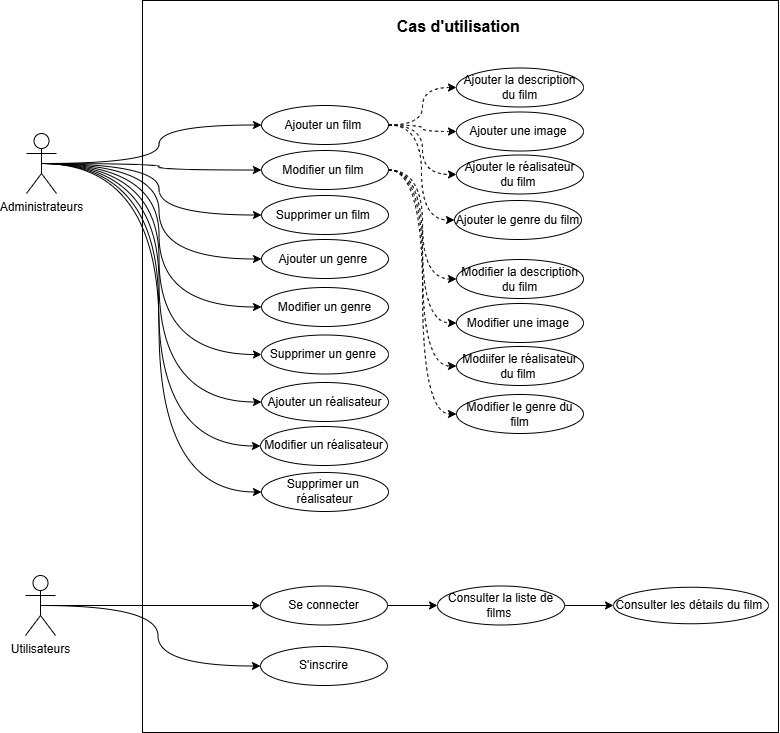 Cas d'utilisation
Administrateurs
Ajouter un film
Modifier un film
Supprimer un film
Ajouter un genre
Modifier un genre
Supprimer un genre
Ajouter un réalisateur
Modifier un réalisateur
Supprimer un
réalisateur
Ajouter la description
du film
Ajouter une image
Ajouter le réalisateur
du film
Ajouter le genre du film
Modifier la description
du film
Modifier une image
Modiifer le réalisateur
du film
Modifier le genre du
film
Utilisateurs
Se connecter
Consulter la liste de
films
Consulter les détails du film
S'inscrire